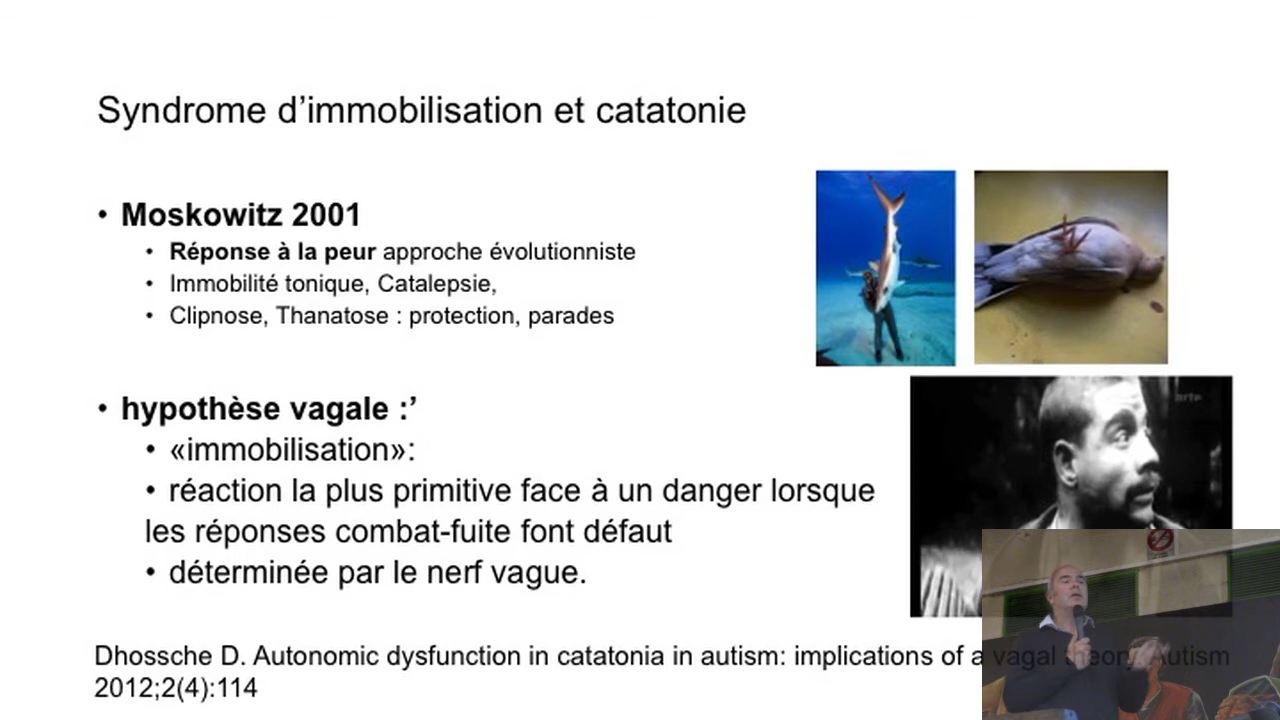 Syndrome d’immobilisation et catatonie
• Moskowitz 2001
• Réponse à la peur approche évolutionniste
• Immobilité tonique, Catalepsie,
• Clipnose, Thanatose : protection, parades
arte
• hypothèse vagale :’
• «immobilisation»:
• réaction la plus primitive face à un danger lorsque
les réponses combat-fuite font défaut
• déterminée par le nerf vague.
Dhossche D. Autonomic dysfunction in catatonia in autism: implications of a vagal theory. Autism
2012;2(4):114